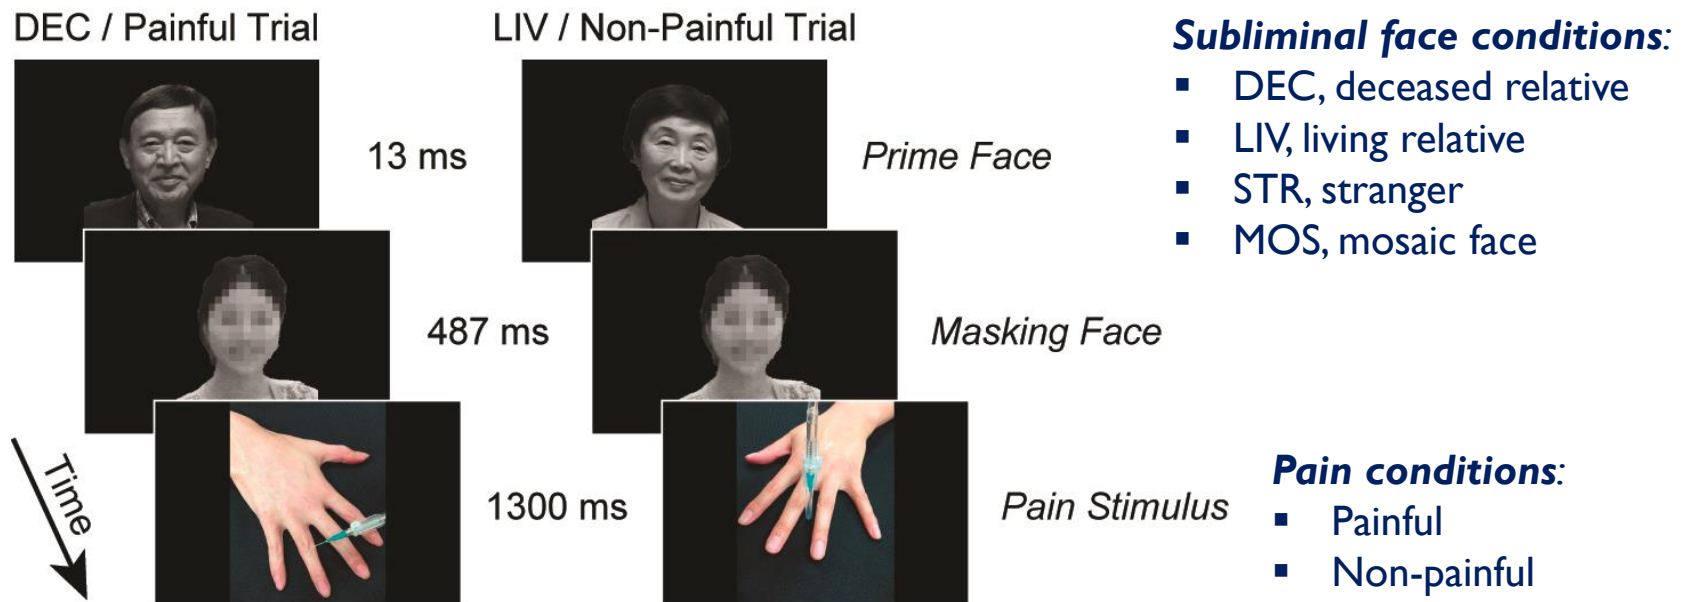 DEC / Painful Trial
LIV / Non-Painful Trial
13 ms
Prime Face
487 ms
Masking Face
Time
1300 ms
Pain Stimulus
Subliminal face conditions:
▪ DEC, deceased relative
▪ LIV, living relative
▪ STR, stranger
▪ MOS, mosaic face
Pain conditions:
▪ Painful
▪ Non-painful